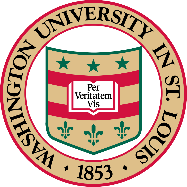 WASHINGTON UNIVERSITY IN ST. LOUIS
Per
Veritatem
Vis
· 1853 ·